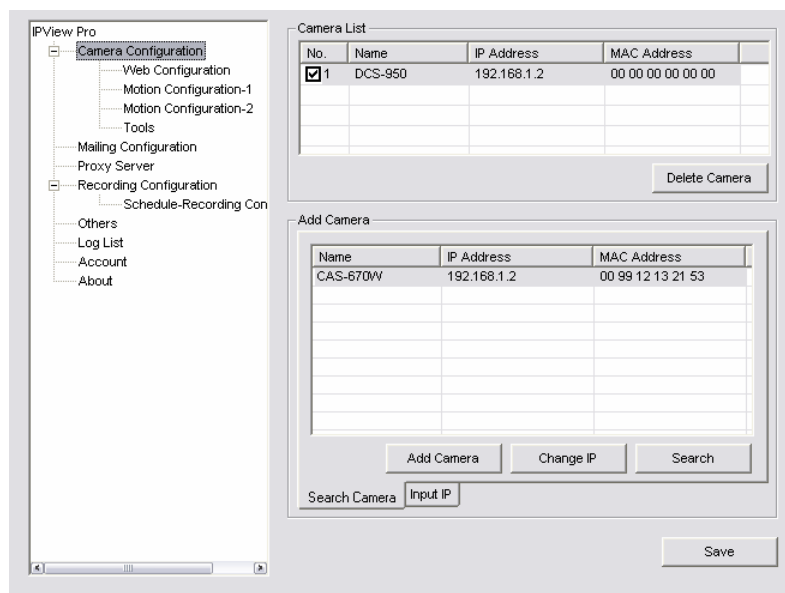 IPView Pro
Camera Configuration
Web Configuration
Motion Configuration-1
Motion Configuration-2
Tools
Mailing Configuration
Proxy Server
Recording Configuration
Schedule-Recording Con
Others
Log List
Account
About
Camera List
No. Name IP Address MAC Address
1 DCS-950 192.168.1.2 00 00 00 00 00 00
Delete Camera
Add Camera
Name IP Address MAC Address
CAS-670W 192.168.1.2 00 99 12 13 21 53
Add Camera Change IP Search
Search Camera Input IP
Save